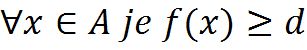 ∀x ∈ A je f(x) ≥ d